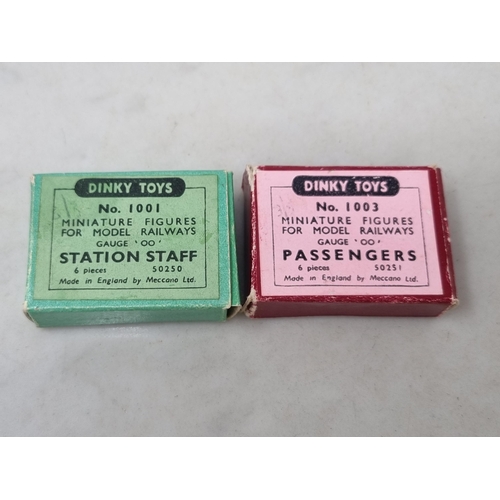 DINKY TOYS
No. 1001
MINIATURE FIGURES
FOR MODEL RAILWAYS
GAUGE 'OO'
STATION STAFF
6 pieces 50250
Made in England by Meccano Ltd.
DINKY TOYS
No. 1003
MINIATURE FIGURES
FOR MODEL RAILWAYS
GAUGE 'OO'
PASSENGERS
6 pieces 50251
Made in England by Meccano Ltd.